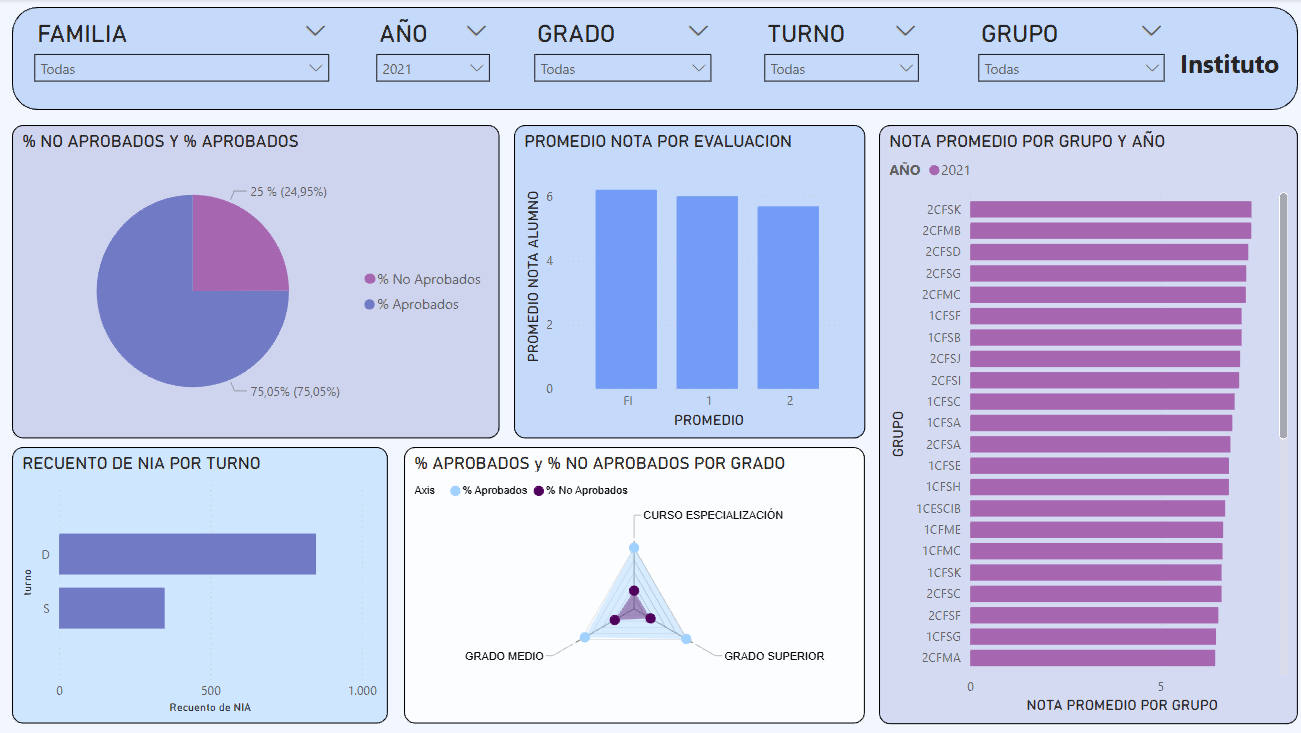 FAMILIA
AÑO
GRADO
TURNO
GRUPO
Todas
2021
Todas
Todas
Todas
Instituto
% NO APROBADOS Y % APROBADOS
25 % (24,95%)
% No Aprobados
% Aprobados
75,05% (75,05%)
PROMEDIO NOTA POR EVALUACION
PROMEDIO NOTA ALUMNO
6
4
2
0
FI
1
2
PROMEDIO
NOTA PROMEDIO POR GRUPO Y AÑO
AÑO 2021
GRUPO
2CFSK
2CFMB
2CFSD
2CFSG
2CFMC
1CFSF
1CFSB
2CFSJ
2CFSI
1CFSC
1CFSA
2CFSA
1CFSE
1CFSH
1CESCIB
1CFME
1CFMC
1CFSK
2CFSC
2CFSF
1CFSG
2CFMA
0
5
NOTA PROMEDIO POR GRUPO
RECUENTO DE NIA POR TURNO
turno
D
S
0
500
1.000
Recuento de NIA
% APROBADOS y % NO APROBADOS POR GRADO
Axis % Aprobados % No Aprobados
CURSO ESPECIALIZACIÓN
GRADO MEDIO
GRADO SUPERIOR